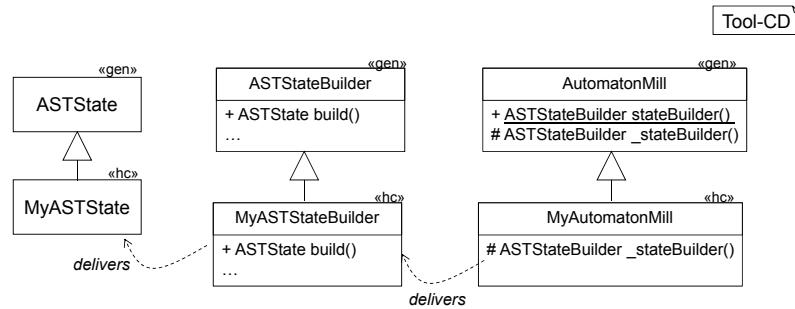 Tool-CD
«gen»
ASTState
«hc»
MyASTState
«gen»
ASTStateBuilder
+ ASTState build()
…
«hc»
MyASTStateBuilder
+ ASTState build()
…
«gen»
AutomatonMill
+ ASTStateBuilder stateBuilder()
# ASTStateBuilder _stateBuilder()
«hc»
MyAutomatonMill
# ASTStateBuilder _stateBuilder()
delivers
delivers